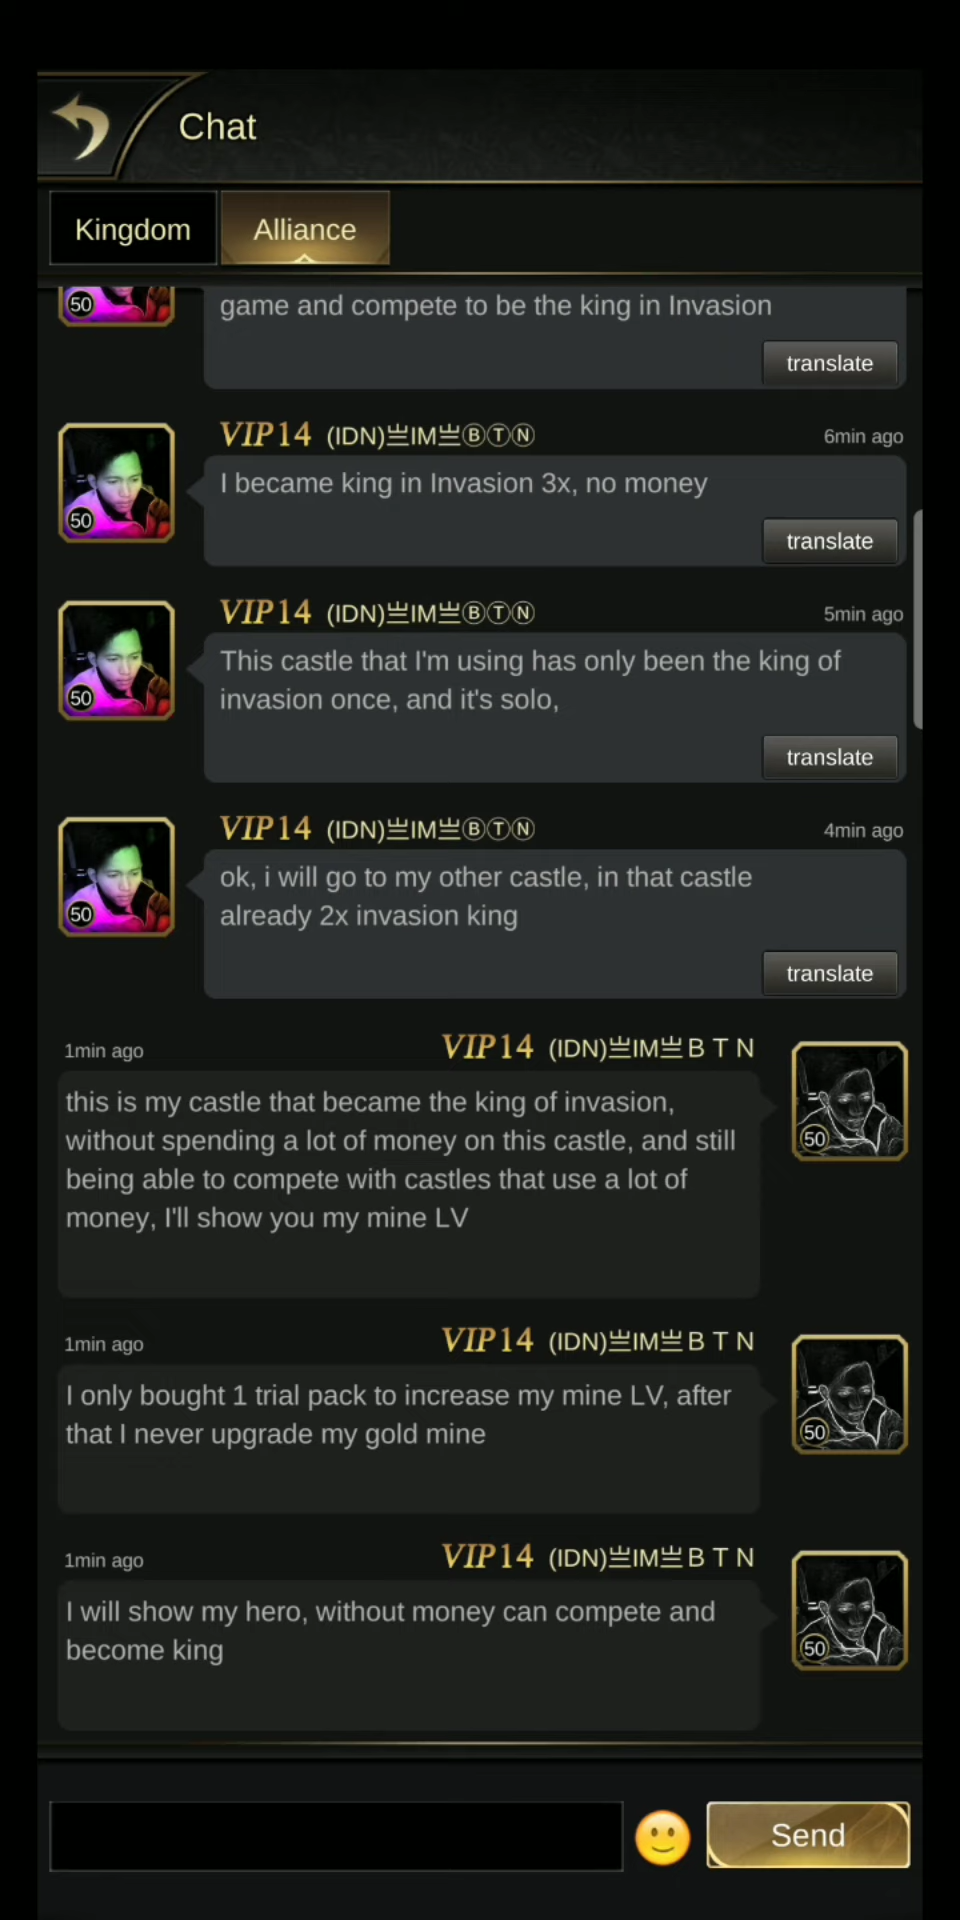 Chat
Kingdom
Alliance
50
game and compete to be the king in Invasion
translate
VIP14 (IDN)亗IM亗ⒷⓉⓃ
6min ago
50
I became king in Invasion 3x, no money
translate
VIP14 (IDN)亗IM亗ⒷⓉⓃ
5min ago
50
This castle that I'm using has only been the king of
invasion once, and it's solo,
translate
VIP14 (IDN)亗IM亗ⒷⓉⓃ
4min ago
50
ok, i will go to my other castle, in that castle
already 2x invasion king
translate
1min ago
VIP14 (IDN)亗IM亗B T N
50
this is my castle that became the king of invasion,
without spending a lot of money on this castle, and still
being able to compete with castles that use a lot of
money, I'll show you my mine LV
1min ago
VIP14 (IDN)亗IM亗B T N
50
I only bought 1 trial pack to increase my mine LV, after
that I never upgrade my gold mine
1min ago
VIP14 (IDN)亗IM亗B T N
50
I will show my hero, without money can compete and
become king
Send